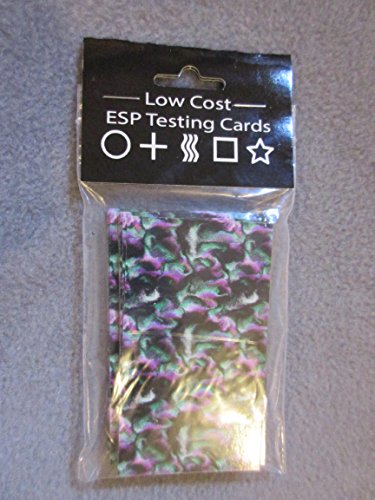 Low Cost
ESP Testing Cards